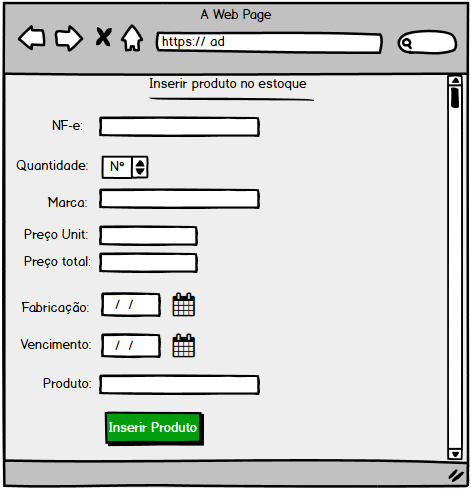 A Web Page
https:// ad
Inserir produto no estoque
NF-e:
Quantidade: Nº
Marca:
Preço Unit:
Preço total:
Fabricação: / /
Vencimento: / /
Produto:
Inserir Produto